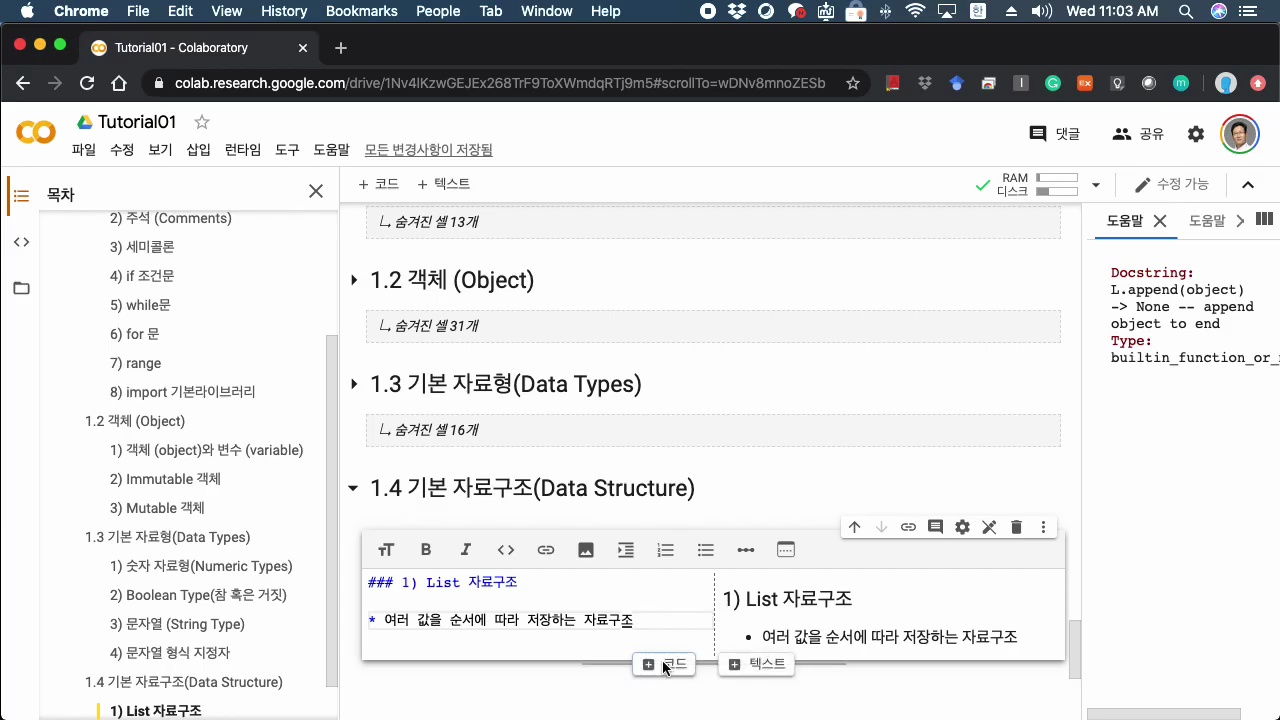 Chrome File Edit View History Bookmarks People Tab Window Help 한 Wed 11:03 AM
Tutorial01 - Colaboratory
colab.research.google.com/drive/1Nv4lKzwGEJEx268TrF9ToXWmdqRTj9m5#scrollTo=wDNv8mnoZESb
Tutorial01
댓글 공유
파일 수정 보기 삽입 런타임 도구 도움말 모든 변경사항이 저장됨
목차
+ 코드 + 텍스트
RAM
디스크
수정 가능
2) 주석 (Comments)
3) 세미콜론
4) if 조건문
5) while문
6) for 문
7) range
8) import 기본라이브러리
1.2 객체 (Object)
1) 객체 (object)와 변수 (variable)
2) Immutable 객체
3) Mutable 객체
1.3 기본 자료형(Data Types)
1) 숫자 자료형(Numeric Types)
2) Boolean Type(참 혹은 거짓)
3) 문자열 (String Type)
4) 문자열 형식 지정자
1.4 기본 자료구조(Data Structure)
1) List 자료구조
숨겨진 셀 13개
1.2 객체 (Object)
숨겨진 셀 31개
1.3 기본 자료형(Data Types)
숨겨진 셀 16개
1.4 기본 자료구조(Data Structure)
### 1) List 자료구조
* 여러 값을 순서에 따라 저장하는 자료구조
1) List 자료구조
• 여러 값을 순서에 따라 저장하는 자료구조
코드 텍스트
도움말 도움말
Docstring:
L.append(object)
-> None -- append
object to end
Type:
builtin_function_or_